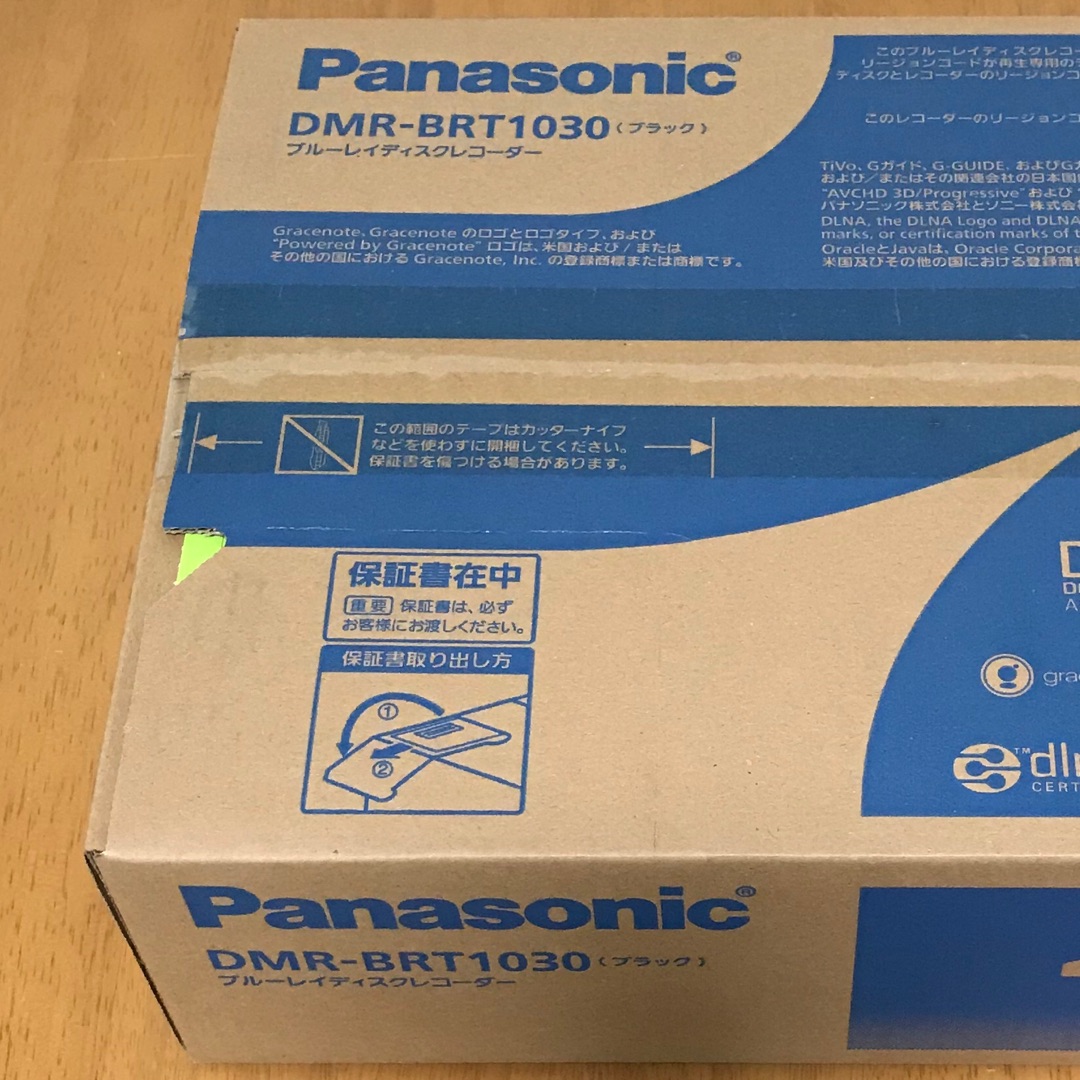 Panasonic®
DMR-BRT1030（ブラック）
ブルーレイディスクレコーダー
このブルーレイディスクレコー
リージョンコードが再生専用の
ディスクとレコーダーのリージョンコ
このレコーダーのリージョンコ
Gracenote、Gracenote のロゴとロゴタイプ、および
"Powered by Gracenote" ロゴは、米国および / または
その他の国における Gracenote, Inc. の登録商標または商標です。
TiVo、Gガイド、G-GUIDE、およびG
および/またはその関連会社の日本国
"AVCHD 3D/Progressive"および
パナソニック株式会社とソニー株式会
DLNA, the DLNA Logo and DLNA
marks, or certification marks of t
OracleとJavaは、Oracle Corpora
米国及びその他の国における登録商
この範囲のテープはカッターナイフ
などを使わずに開梱してください。
保証書を傷つける場合があります。
保証書在中
重要 保証書は、必ず
お客様にお渡しください。
保証書取り出し方
①
②
gra
™
CERT
Panasonic®
DMR-BRT1030（ブラック）
ブルーレイディスクレコーダー